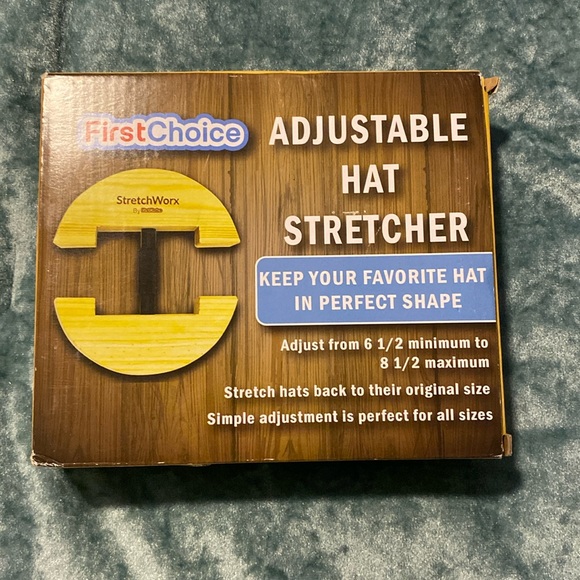 FirstChoice
ADJUSTABLE
HAT
STRETCHER
StretchWorx
KEEP YOUR FAVORITE HAT
IN PERFECT SHAPE
Adjust from 6 1/2 minimum to
8 1/2 maximum
Stretch hats back to their original size
Simple adjustment is perfect for all sizes